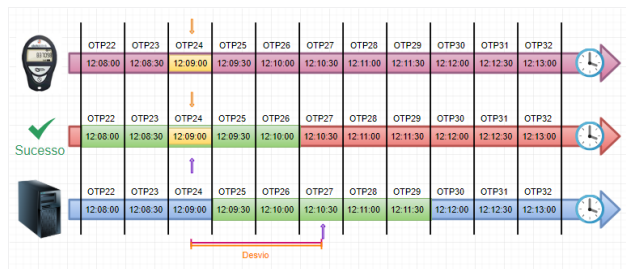 OTP22 OTP23 OTP24 OTP25 OTP26 OTP27 OTP28 OTP29 OTP30 OTP31 OTP32
12:08:00 12:08:30 12:09:00 12:09:30 12:10:00 12:10:30 12:11:00 12:11:30 12:12:00 12:12:30 12:13:00
OTP22 OTP23 OTP24 OTP25 OTP26 OTP27 OTP28 OTP29 OTP30 OTP31 OTP32
12:08:00 12:08:30 12:09:00 12:09:30 12:10:00 12:10:30 12:11:00 12:11:30 12:12:00 12:12:30 12:13:00
Sucesso
OTP22 OTP23 OTP24 OTP25 OTP26 OTP27 OTP28 OTP29 OTP30 OTP31 OTP32
12:08:00 12:08:30 12:09:00 12:09:30 12:10:00 12:10:30 12:11:00 12:11:30 12:12:00 12:12:30 12:13:00
Desvio